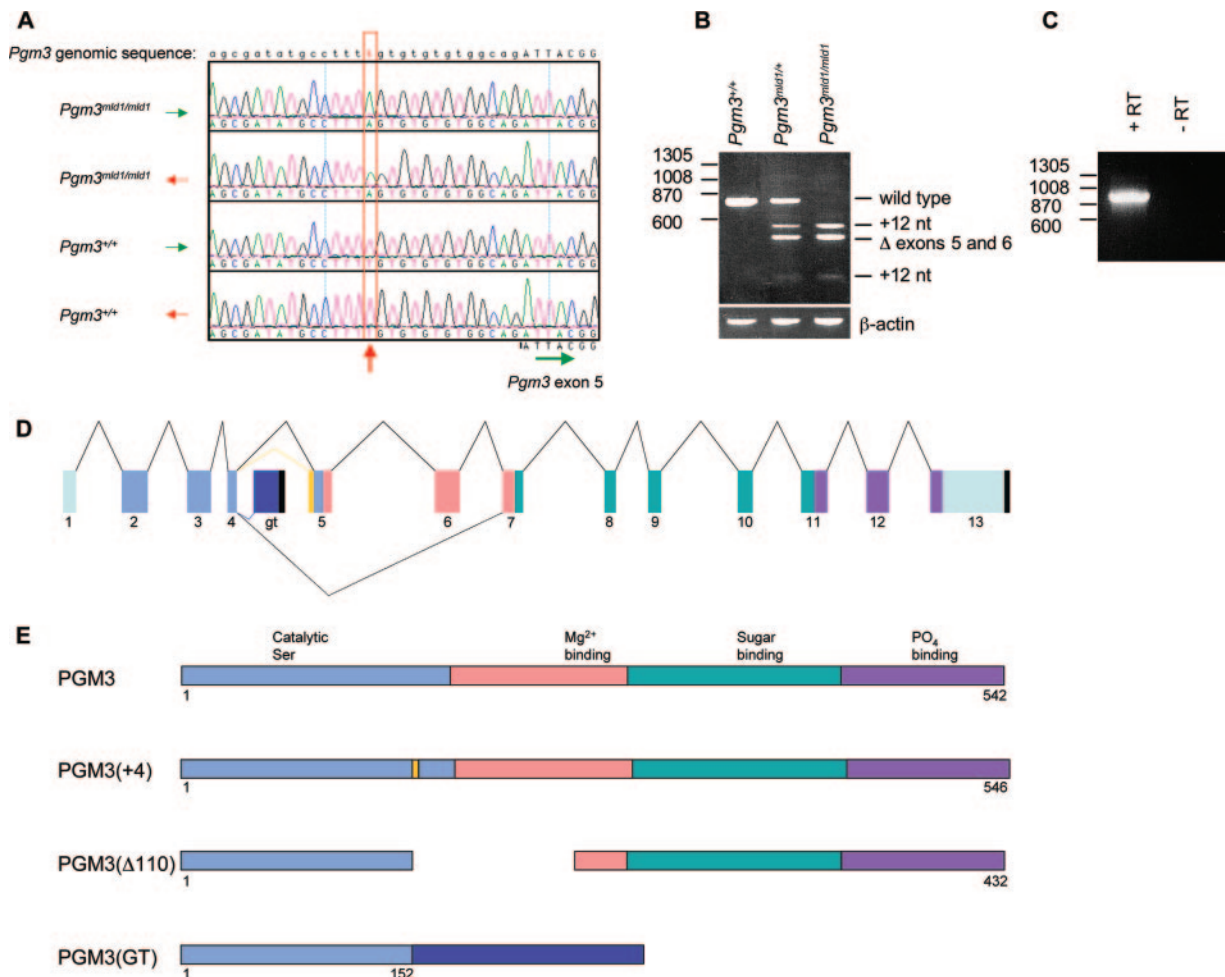 A
Pgm3 genomic sequence: agcgatatgccttttgtgtgtgtggcagATTACGG
Pgm3mld1/mld1
AGCGATATGCCTTTAGTGTGTGTGGCAGATTACGG
Pgm3mld1/mld1
AGCGATATGCCTTTAGTGTGTGTGGCAGATTACGG
Pgm3+/+
Pgm3+/+
ATTACGG
Pgm3 exon 5
B
Pgm3+/+
Pgm3mld1/+
Pgm3mld1/mld1
1305
1008
870
600
wild type
+12 nt
Δ exons 5 and 6
+12 nt
β-actin
C
+ RT
- RT
1305
1008
870
600
D
1 2 3 4 gt 5 6 7 8 9 10 11 12 13
E
Catalytic Ser
Mg2+ binding
Sugar binding
PO4 binding
PGM3
1 542
PGM3(+4)
1 546
PGM3(Δ110)
1 432
PGM3(GT)
1 152